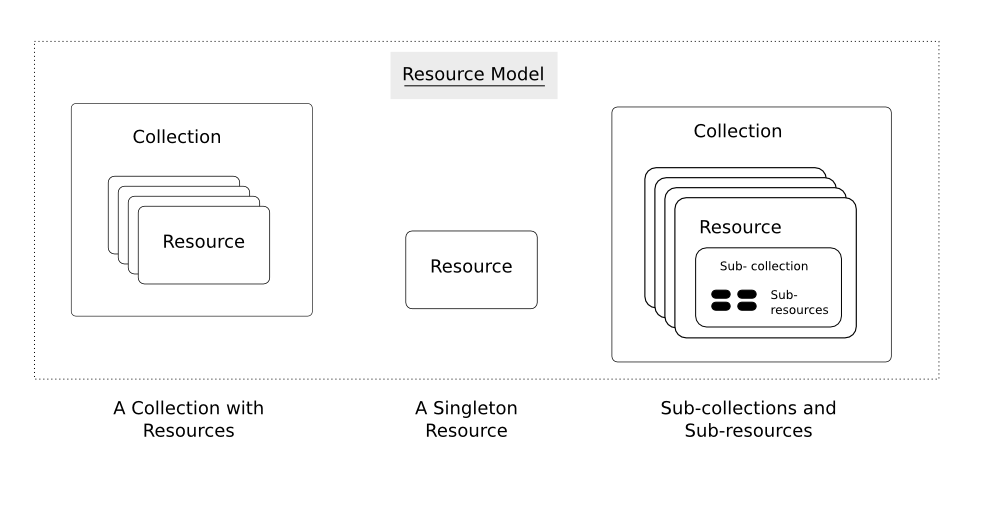 Resource Model
Collection
Resource
Resource
Collection
Resource
Sub- collection
Sub-
resources
A Collection with
Resources
A Singleton
Resource
Sub-collections and
Sub-resources